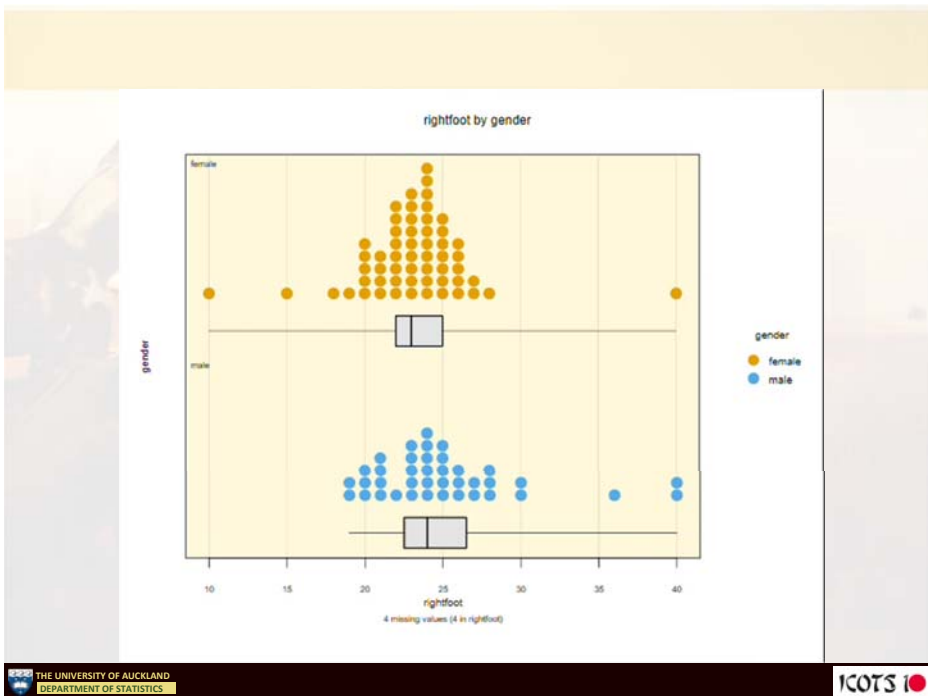 rightfoot by gender
female
gender
male
gender
female
male
10 15 20 25 30 35 40
rightfoot
4 missing values (4 in rightfoot)
THE UNIVERSITY OF AUCKLAND
DEPARTMENT OF STATISTICS
ICOTS 10